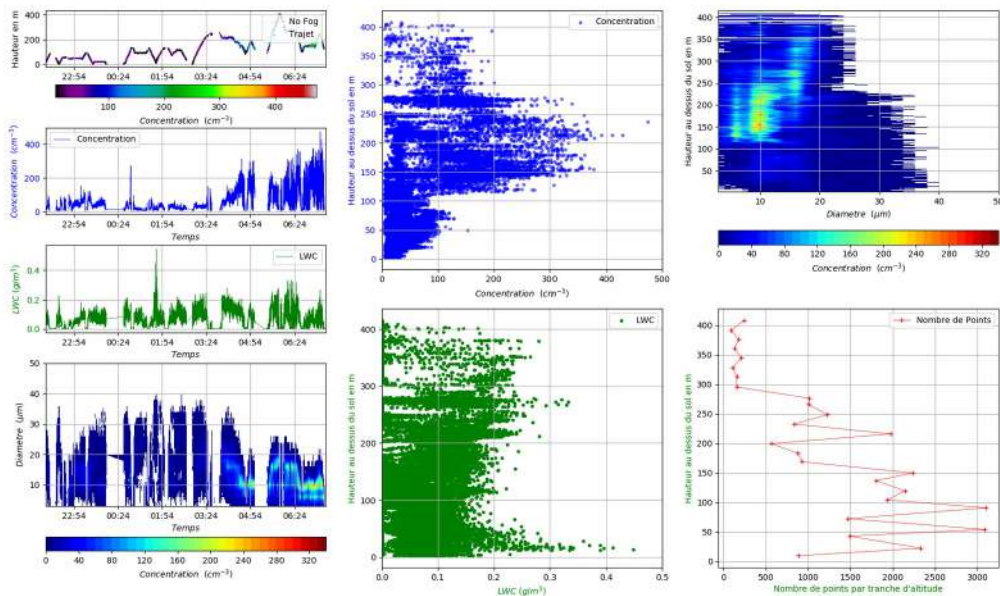 Hauteur en m
200
0
No Fog
Trajet
22:54 00:24 01:54 03:24 04:54 06:24
100 200 300 400
Concentration (cm⁻³)
Concentration (cm⁻³)
400
200
0
Concentration
22:54 00:24 01:54 03:24 04:54 06:24
Temps
LWC (g/m³)
0.4
0.2
0.0
LWC
22:54 00:24 01:54 03:24 04:54 06:24
Temps
Diametre (µm)
50
40
30
20
10
22:54 00:24 01:54 03:24 04:54 06:24
Temps
0 40 80 120 160 200 240 280 320
Concentration (cm⁻³)
Hauteur au dessus du sol en m
400
350
300
250
200
150
100
50
0
Concentration
0 100 200 300 400 500
Concentration (cm⁻³)
Hauteur au dessus du sol en m
400
300
200
100
0
LWC
0.0 0.1 0.2 0.3 0.4 0.5
LWC (g/m³)
Hauteur au dessus du sol en m
400
350
300
250
200
150
100
50
10 20 30 40 50
Diametre (µm)
0 40 80 120 160 200 240 280 320
Concentration (cm⁻³)
Hauteur au dessus du sol en m
400
350
300
250
200
150
100
50
0
Nombre de Points
0 500 1000 1500 2000 2500 3000
Nombre de points par tranche d'altitude